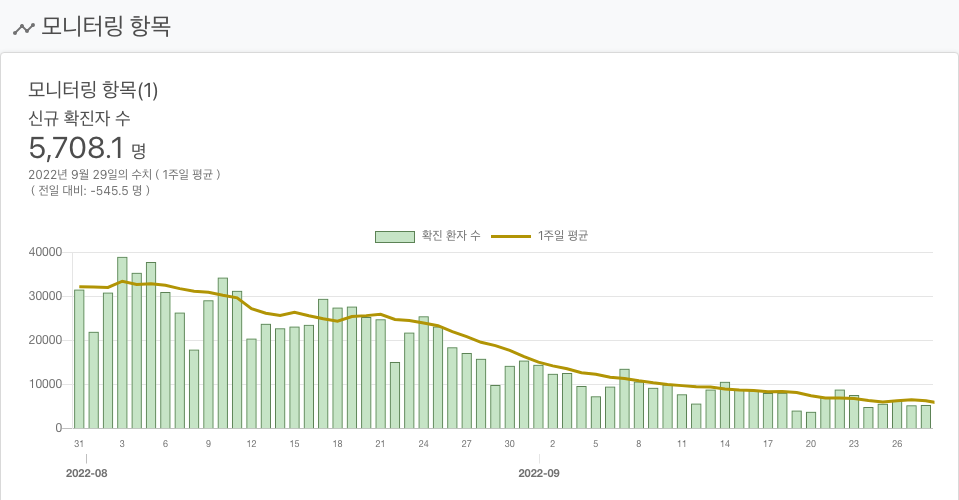 모니터링 항목
모니터링 항목(1)
신규 확진자 수
5,708.1 명
2022년 9월 29일의 수치 ( 1주일 평균 )
( 전일 대비: -545.5 명 )
확진 환자 수 1주일 평균
40000
30000
20000
10000
0
31 3 6 9 12 15 18 21 24 27 30 2 5 8 11 14 17 20 23 26
2022-08 2022-09